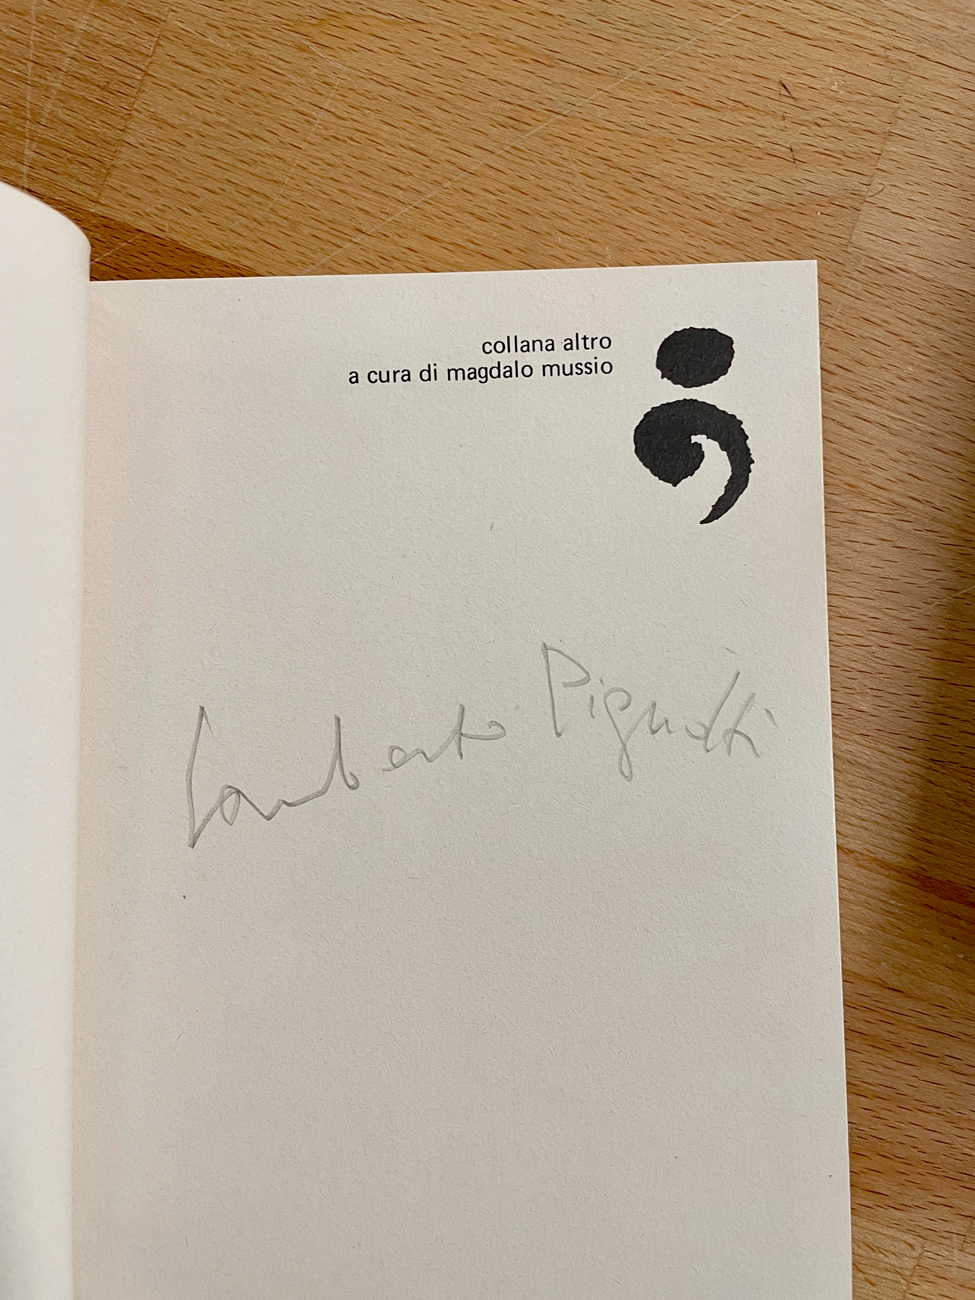 collana altro
a cura di magdalo mussio
;
Lamberto Pignotti